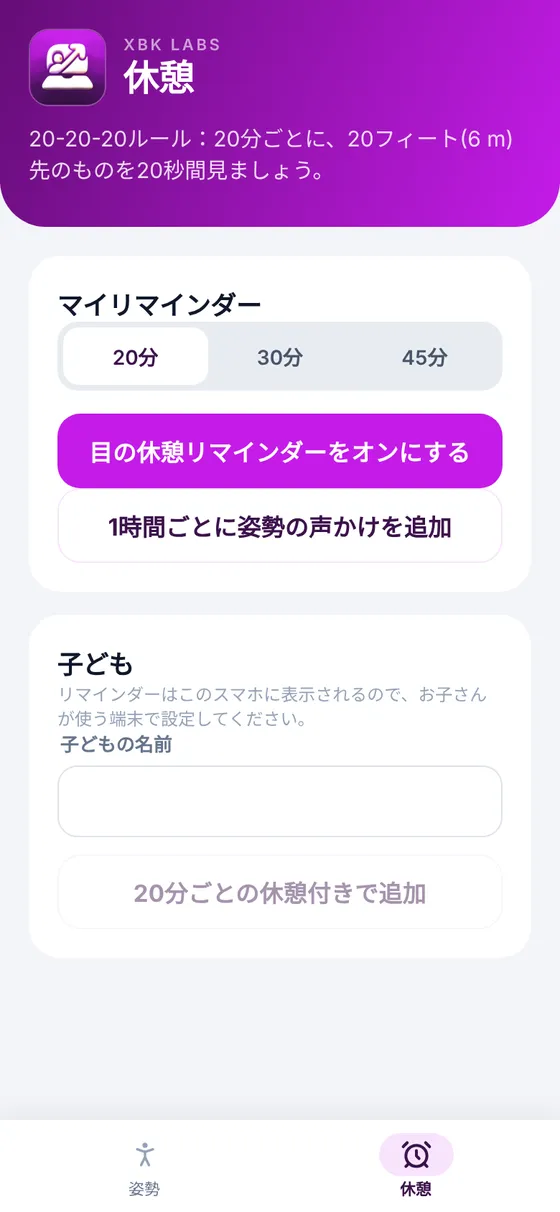 XBK LABS
休憩
20-20-20ルール：20分ごとに、20フィート(6 m)
先のものを20秒間見ましょう。
マイリマインダー
20分
30分
45分
目の休憩リマインダーをオンにする
1時間ごとに姿勢の声かけを追加
子ども
リマインダーはこのスマホに表示されるので、お子さん
が使う端末で設定してください。
子どもの名前
20分ごとの休憩付きで追加
姿勢
休憩